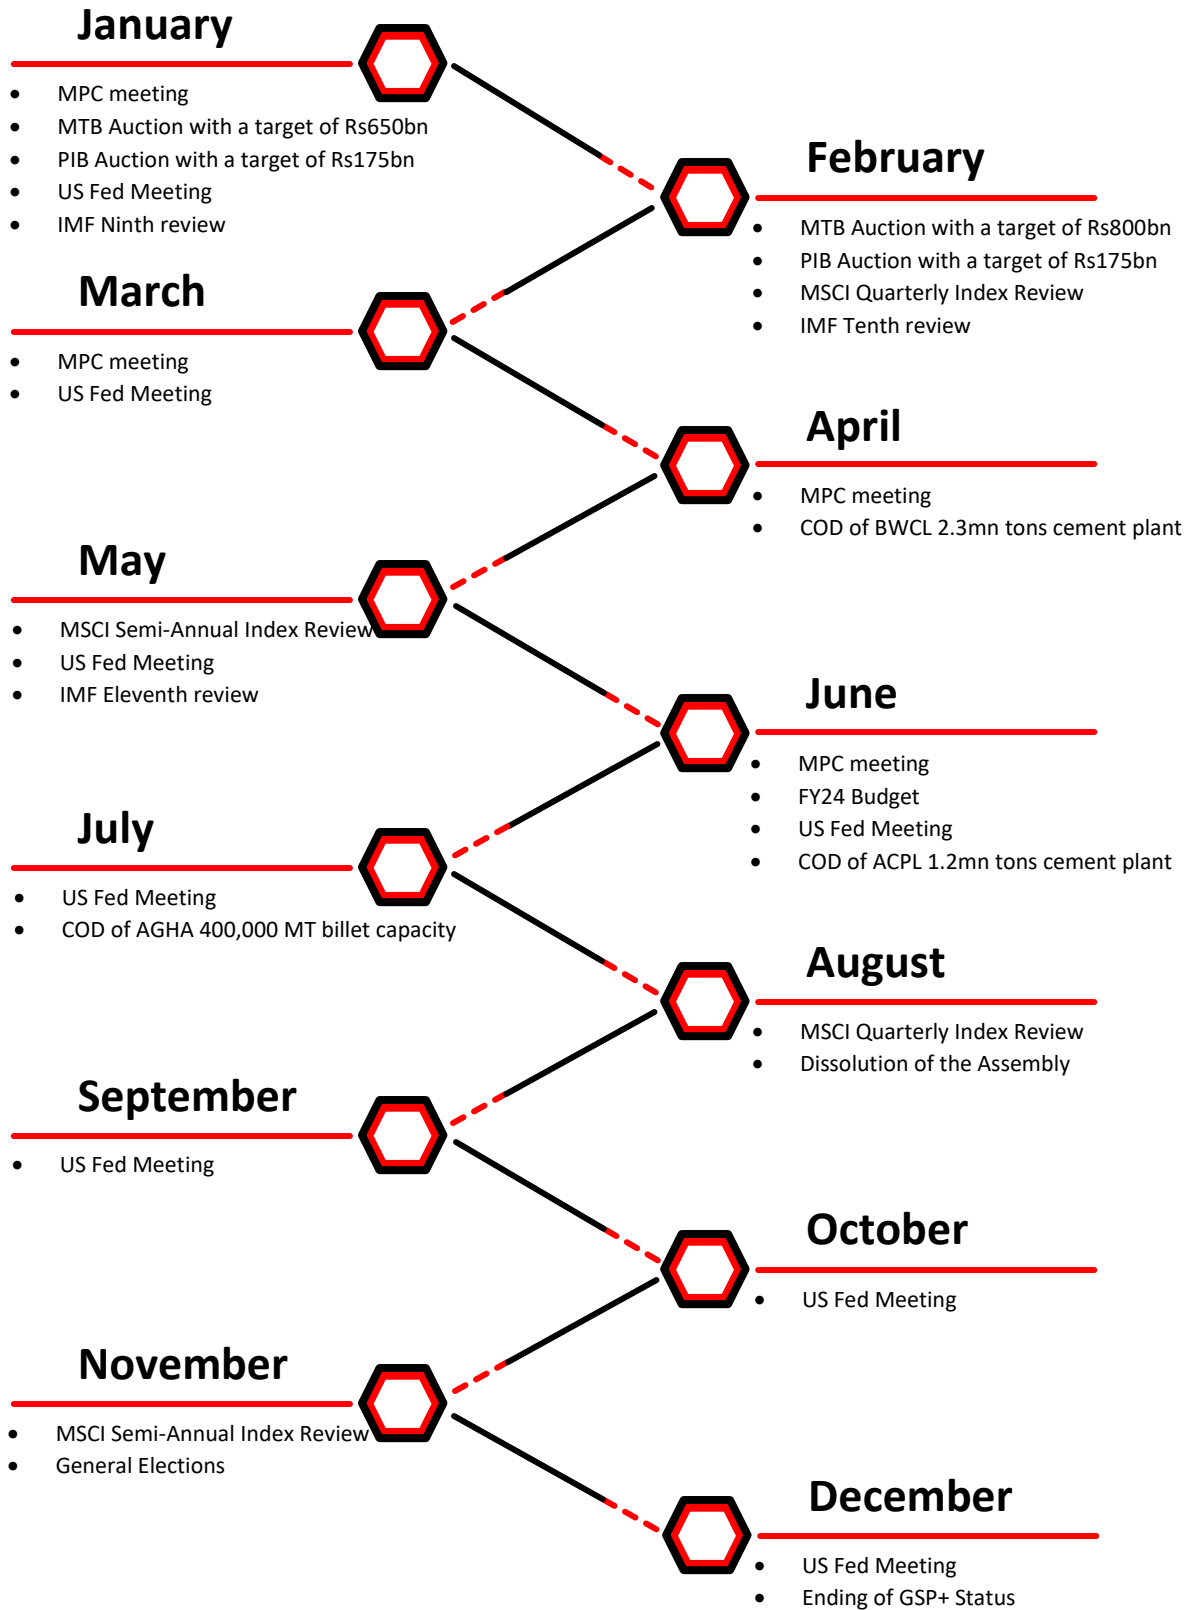 January
• MPC meeting
• MTB Auction with a target of Rs650bn
• PIB Auction with a target of Rs175bn
• US Fed Meeting
• IMF Ninth review
February
• MTB Auction with a target of Rs800bn
• PIB Auction with a target of Rs175bn
• MSCI Quarterly Index Review
• IMF Tenth review
March
• MPC meeting
• US Fed Meeting
April
• MPC meeting
• COD of BWCL 2.3mn tons cement plant
May
• MSCI Semi-Annual Index Review
• US Fed Meeting
• IMF Eleventh review
June
• MPC meeting
• FY24 Budget
• US Fed Meeting
• COD of ACPL 1.2mn tons cement plant
July
• US Fed Meeting
• COD of AGHA 400,000 MT billet capacity
August
• MSCI Quarterly Index Review
• Dissolution of the Assembly
September
• US Fed Meeting
October
• US Fed Meeting
November
• MSCI Semi-Annual Index Review
• General Elections
December
• US Fed Meeting
• Ending of GSP+ Status